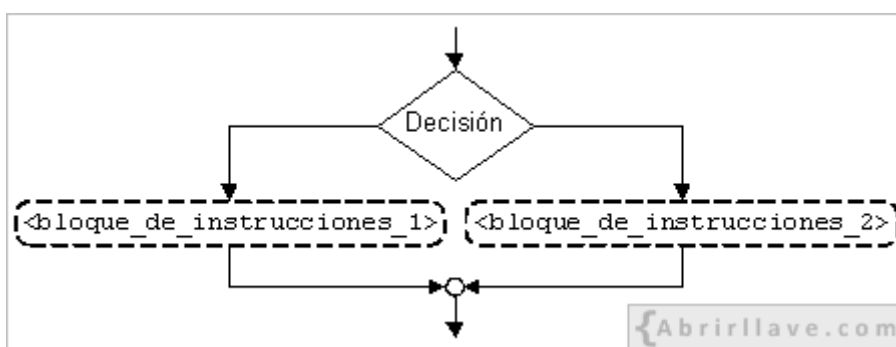 Decisión
<bloque_de_instrucciones_1> <bloque_de_instrucciones_2>
{Abrirllave.com